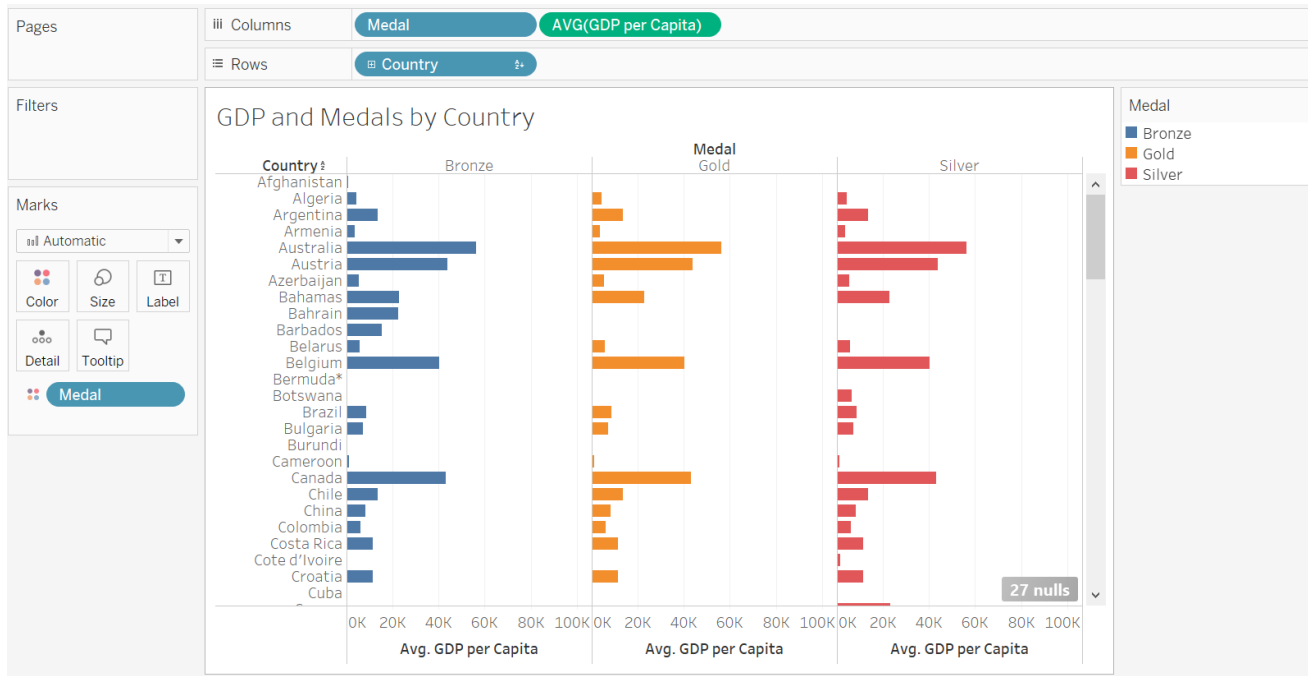 Pages
iii Columns
Medal
AVG(GDP per Capita)
Rows
Country
Filters
GDP and Medals by Country
Medal
Bronze
Gold
Silver
Marks
Automatic
Color
Size
Label
Detail
Tooltip
Medal
Medal
Country
Bronze
Gold
Silver
Afghanistan
Algeria
Argentina
Armenia
Australia
Austria
Azerbaijan
Bahamas
Bahrain
Barbados
Belarus
Belgium
Bermuda*
Botswana
Brazil
Bulgaria
Burundi
Cameroon
Canada
Chile
China
Colombia
Costa Rica
Cote d'Ivoire
Croatia
Cuba
27 nulls
0K 20K 40K 60K 80K 100K 0K 20K 40K 60K 80K 100K 0K 20K 40K 60K 80K 100K
Avg. GDP per Capita
Avg. GDP per Capita
Avg. GDP per Capita